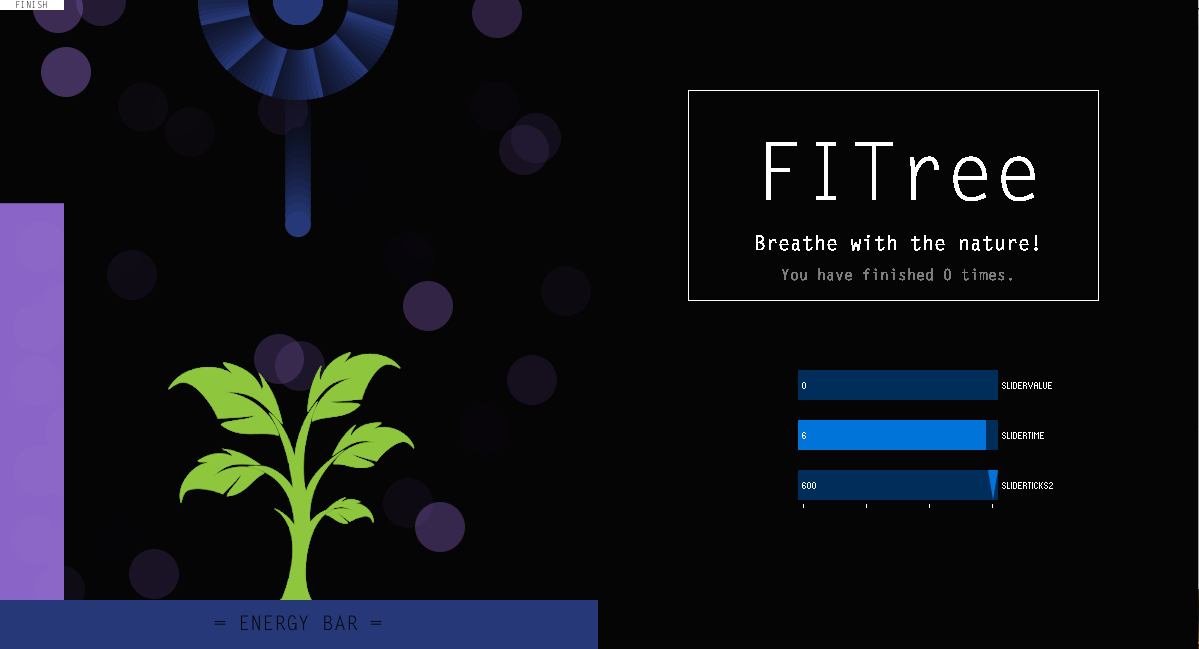 FINISH
FITree
Breathe with the nature!
You have finished 0 times.
0 SLIDERVALUE
6 SLIDERTIME
600 SLIDERTICKS2
= ENERGY BAR =